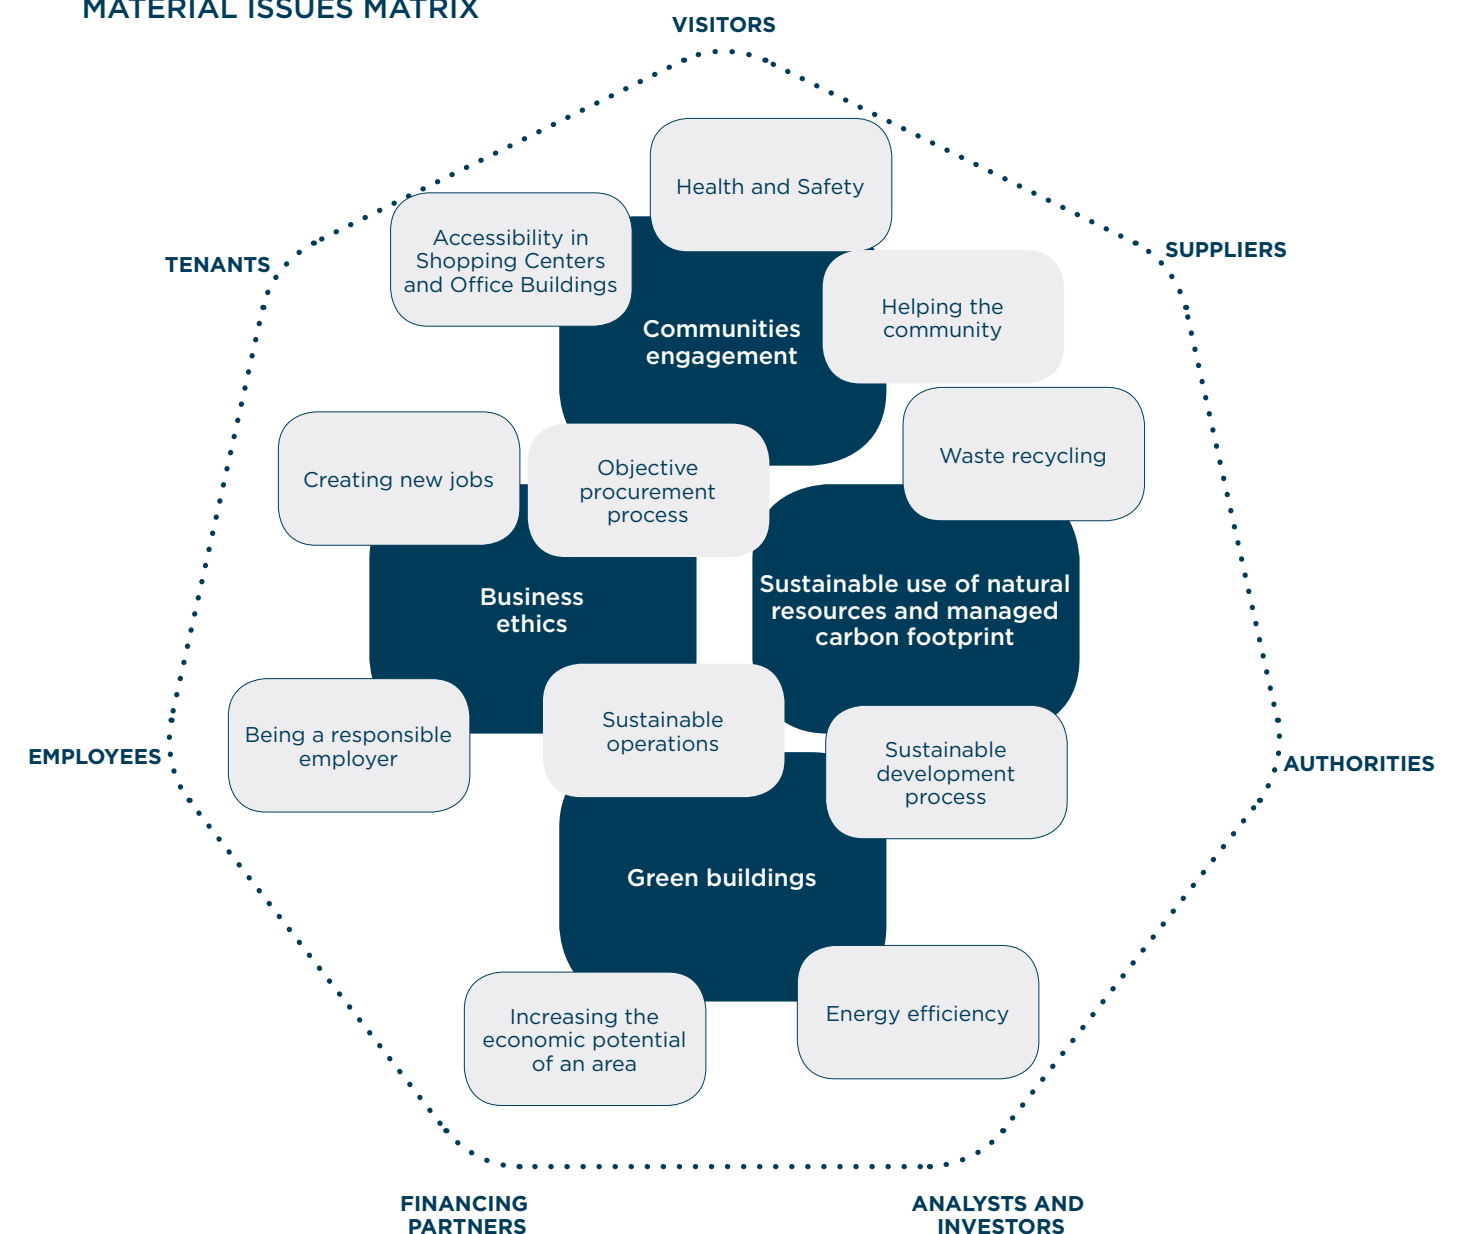 MATERIAL ISSUES MATRIX
VISITORS
Health and Safety
Accessibility in
Shopping Centers
and Office Buildings
TENANTS
SUPPLIERS
Helping the
community
Communities
engagement
Waste recycling
Creating new jobs
Objective
procurement
process
Business
ethics
Sustainable use of natural
resources and managed
carbon footprint
Being a responsible
employer
Sustainable
operations
Sustainable
development
process
EMPLOYEES
AUTHORITIES
Green buildings
Increasing the
economic potential
of an area
Energy efficiency
FINANCING
PARTNERS
ANALYSTS AND
INVESTORS